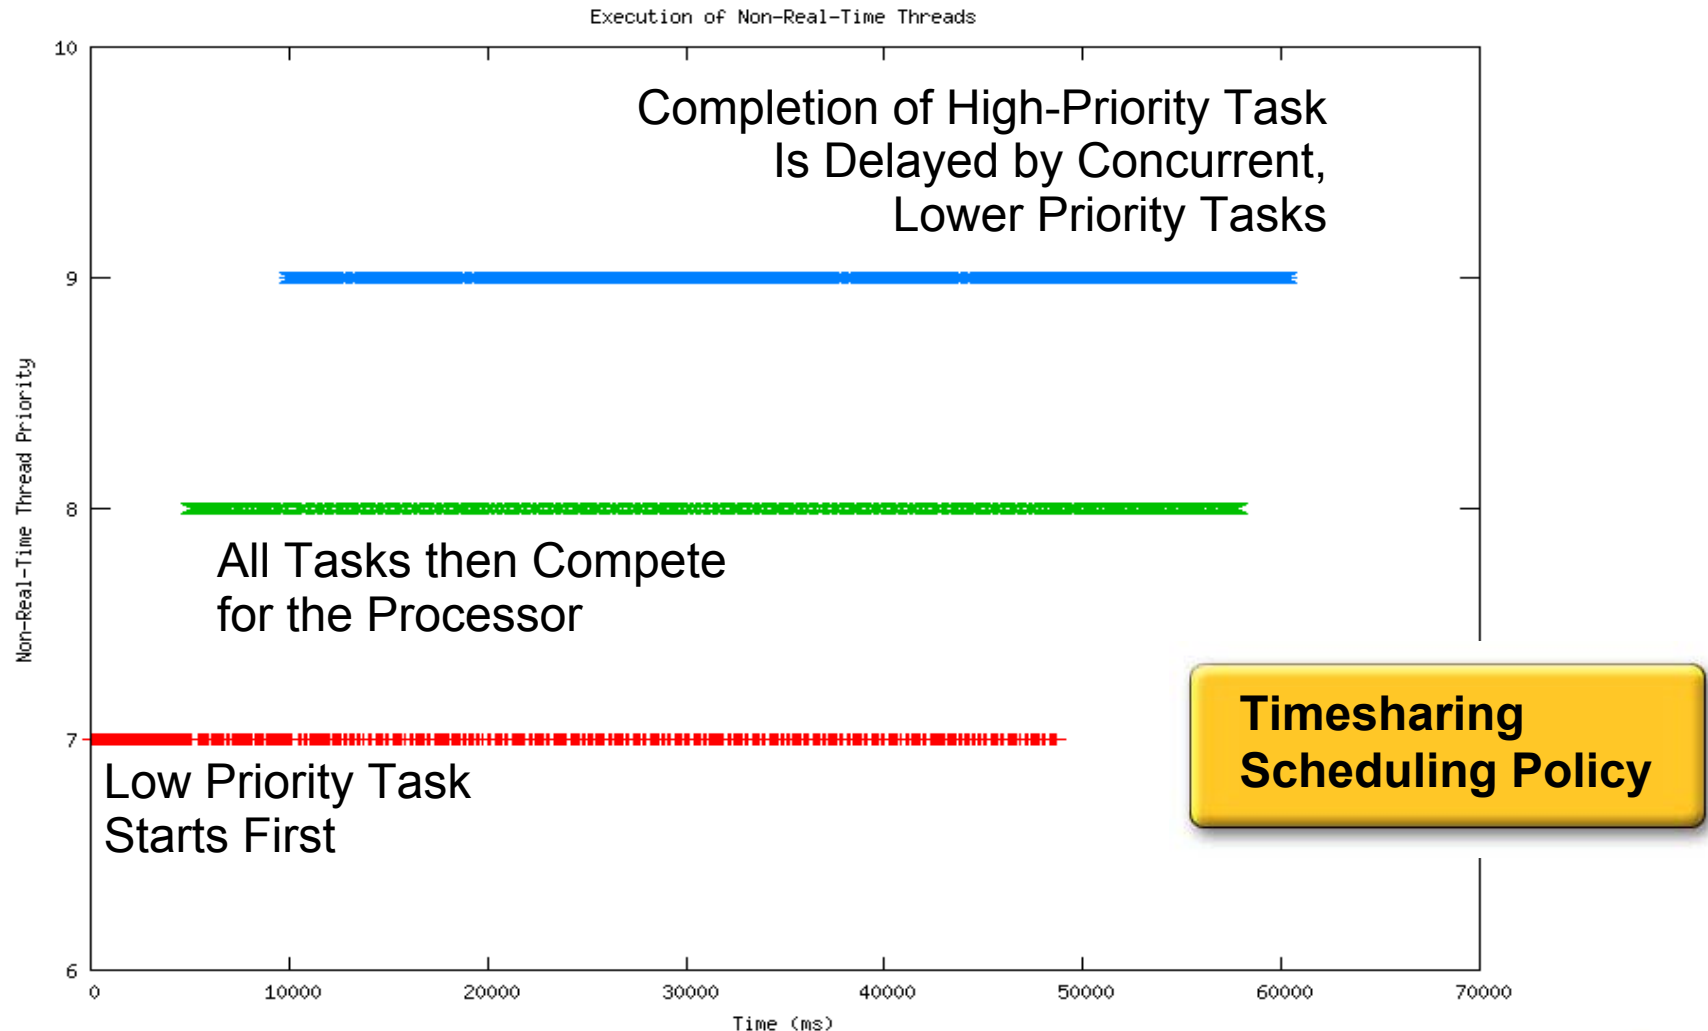 Execution of Non-Real-Time Threads
10
Completion of High-Priority Task
Is Delayed by Concurrent,
Lower Priority Tasks
9
Non-Real-Time Thread Priority
8
All Tasks then Compete
for the Processor
Timesharing
Scheduling Policy
7
Low Priority Task
Starts First
6
0 10000 20000 30000 40000 50000 60000 70000
Time (ms)